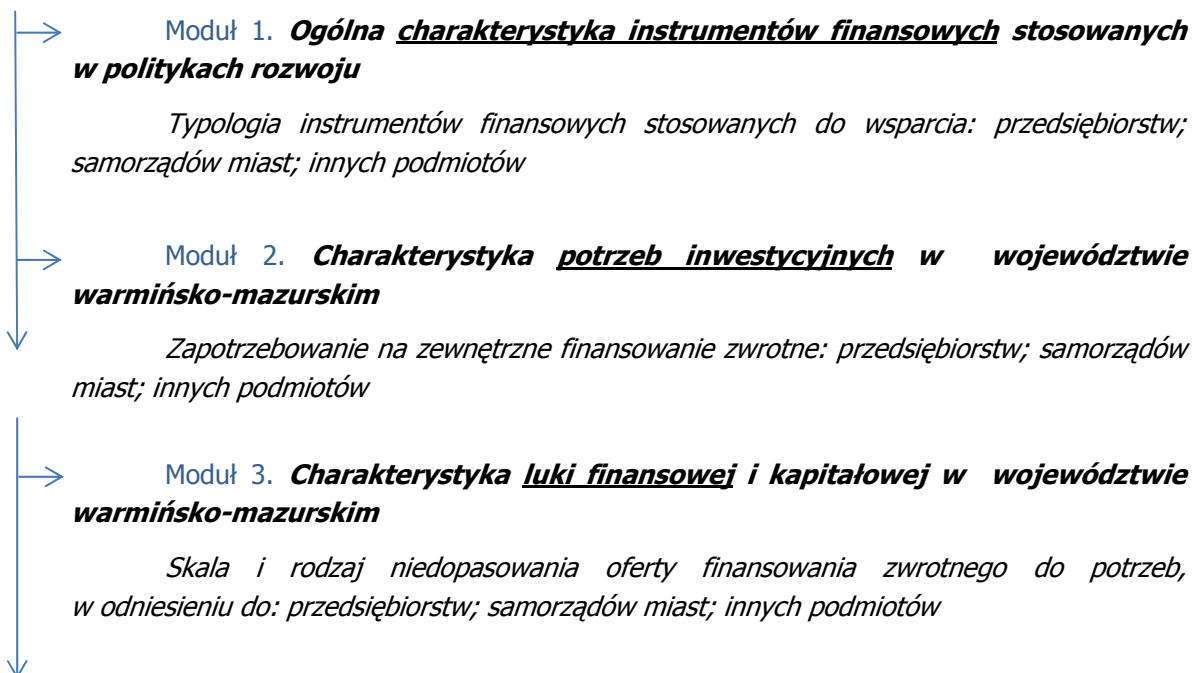 Moduł 1. Ogólna charakterystyka instrumentów finansowych stosowanych
w politykach rozwoju
Typologia instrumentów finansowych stosowanych do wsparcia: przedsiębiorstw;
samorządów miast; innych podmiotów
Moduł 2. Charakterystyka potrzeb inwestycyjnych w województwie
warmińsko-mazurskim
Zapotrzebowanie na zewnętrzne finansowanie zwrotne: przedsiębiorstw; samorządów
miast; innych podmiotów
Moduł 3. Charakterystyka luki finansowej i kapitałowej w województwie
warmińsko-mazurskim
Skala i rodzaj niedopasowania oferty finansowania zwrotnego do potrzeb,
w odniesieniu do: przedsiębiorstw; samorządów miast; innych podmiotów